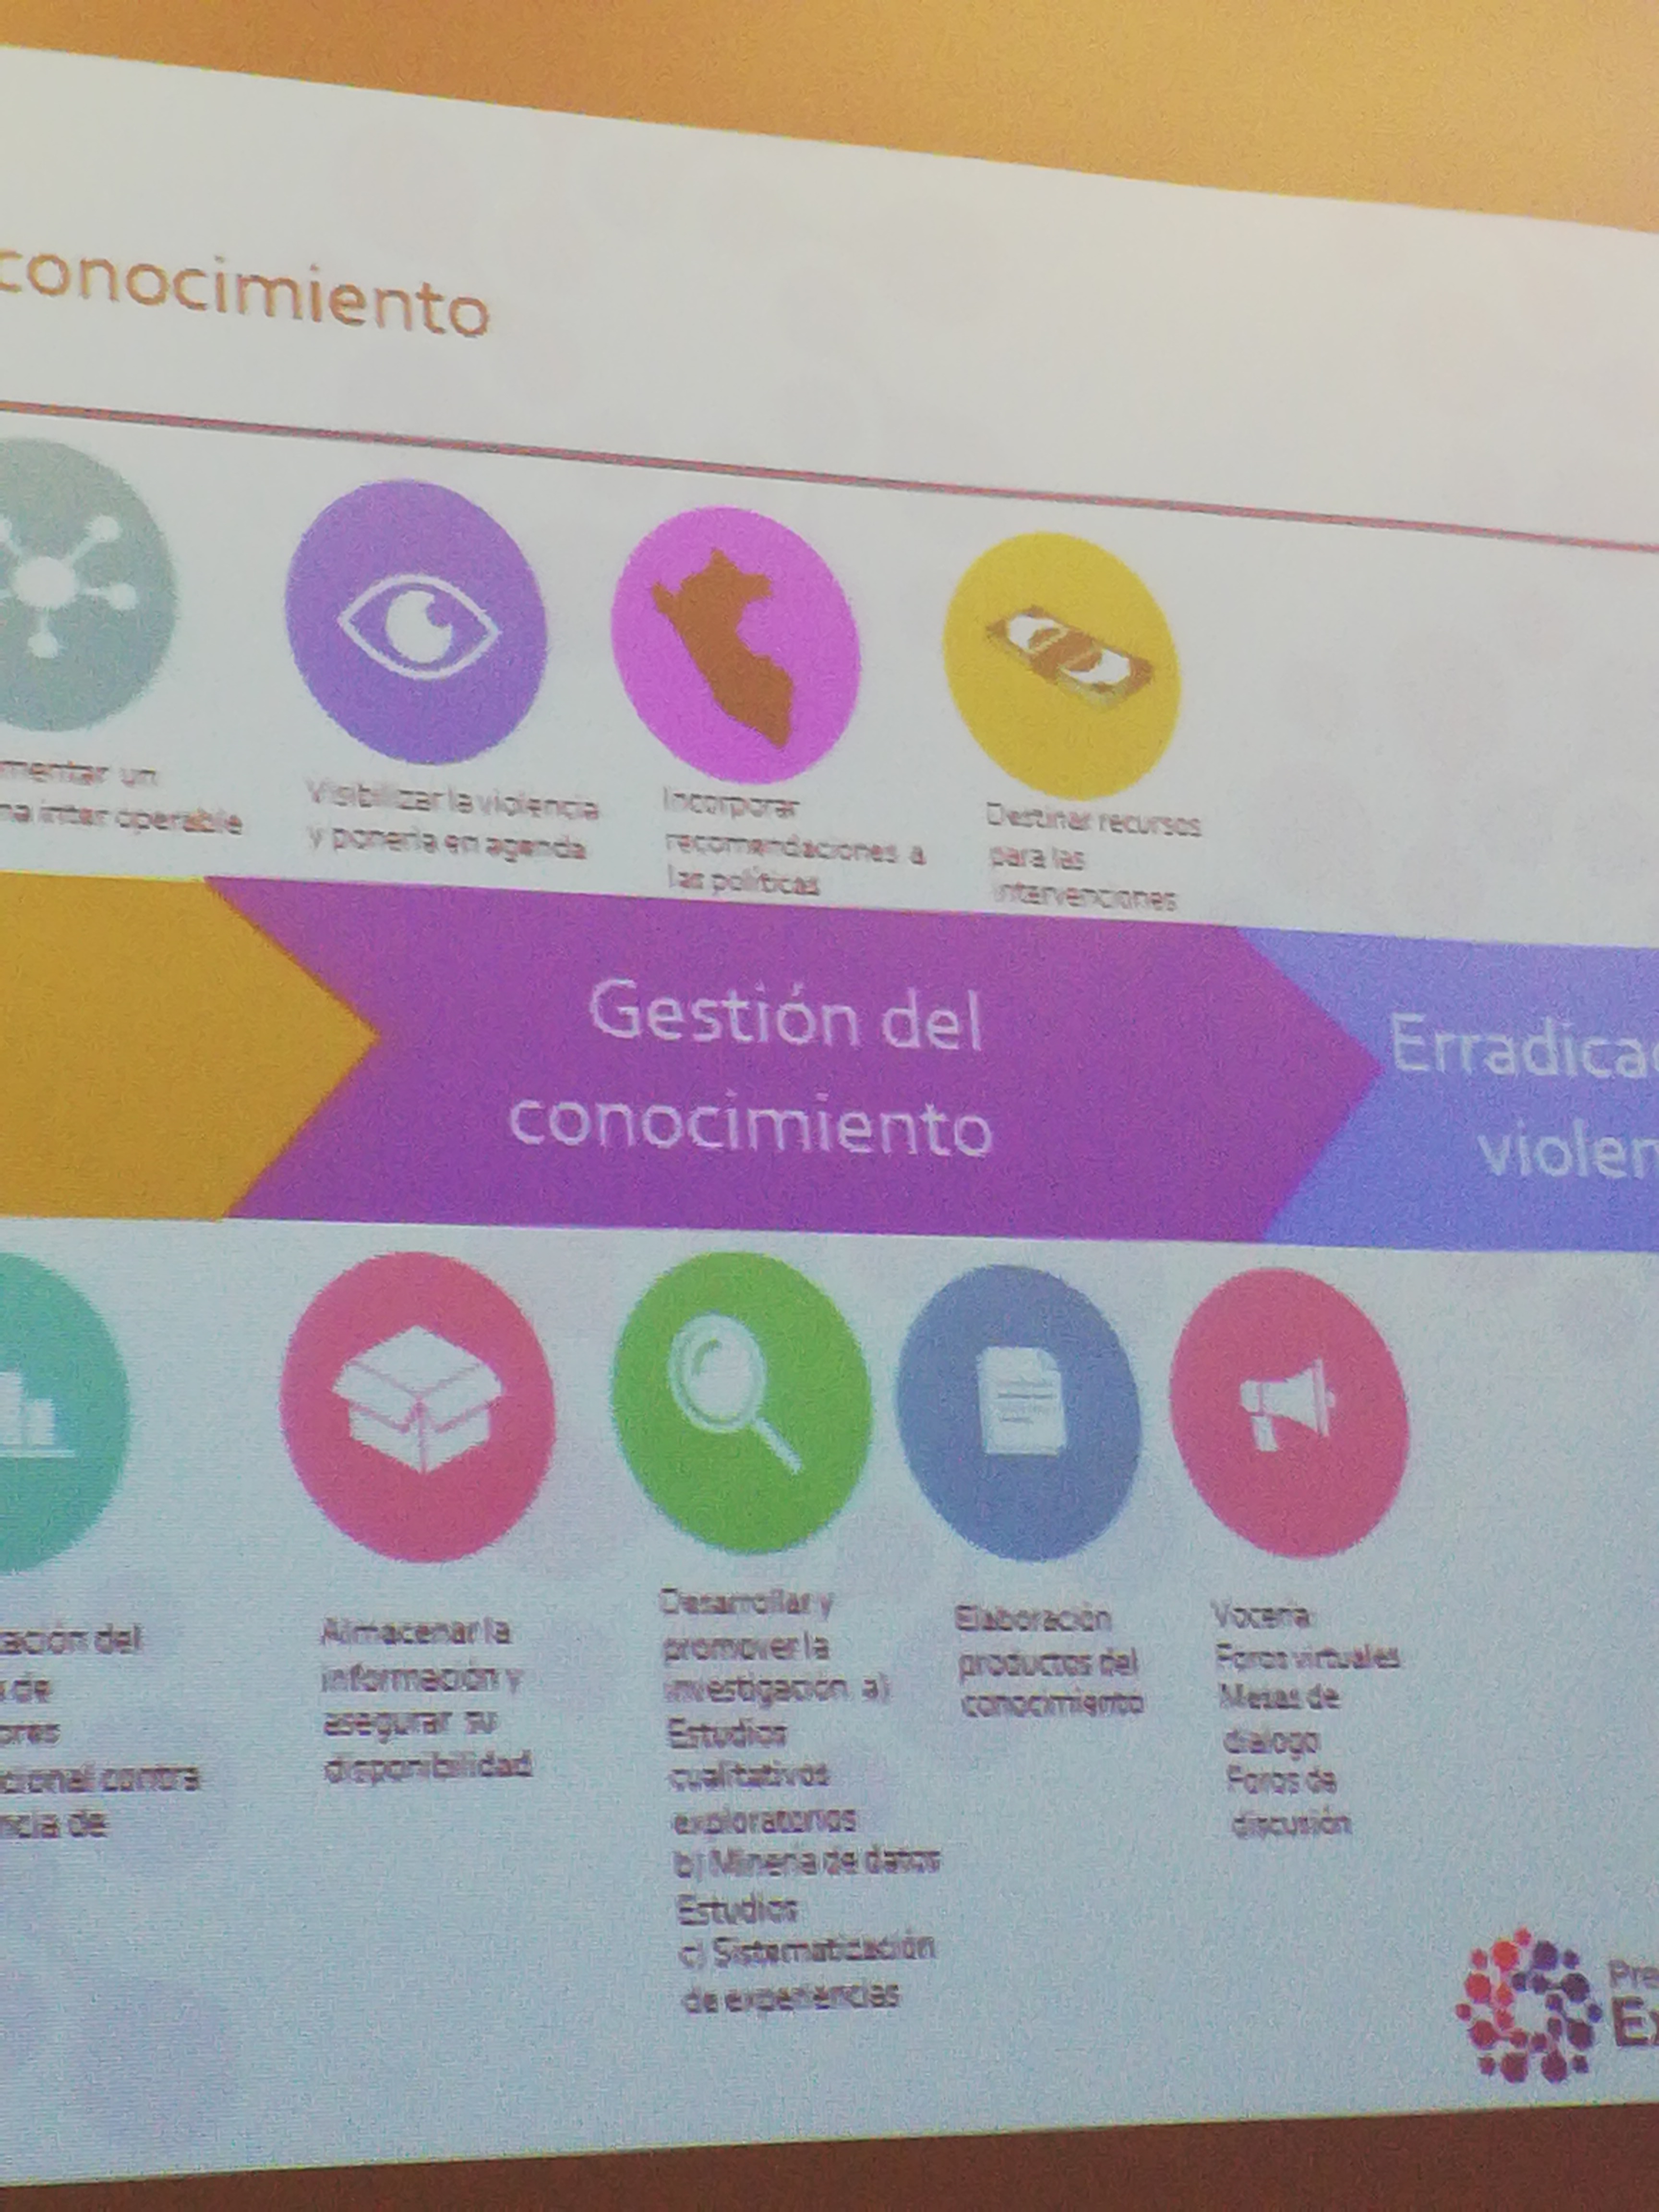 conocimiento
mentar un
ma inter operable
Visibilizar la violencia
y ponerla en agenda
Incorporar
recomendaciones a
las políticas
Destinar recursos
para las
intervenciones
Gestión del
conocimiento
Erradica
violen
ación del
de
ores
cional contra
ncia de
Almacenar la
información y
asegurar su
disponibilidad
Desarrollar y
promover la
investigación a)
Estudios
cualitativos
exploratorios
b) Minería de datos
Estudios
c) Sistematización
de experiencias
Elaboración
productos del
conocimiento
Vocería
Foros virtuales
Mesas de
dialogo
Foros de
discusión
Pre
Ex